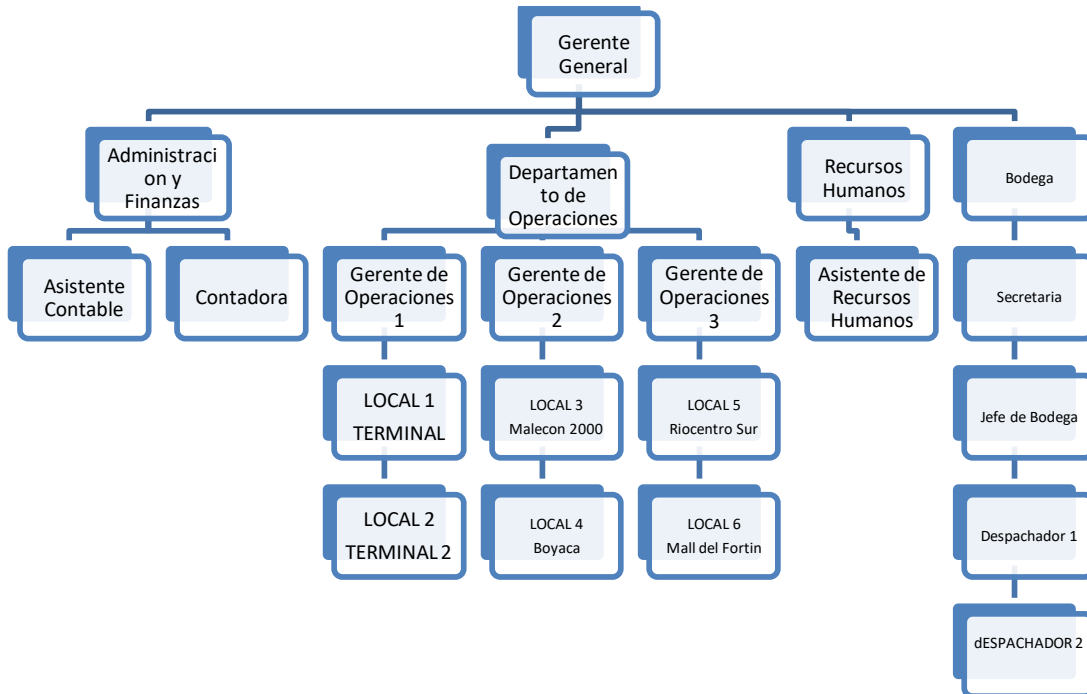 Gerente
General
Administraci
on y
Finanzas
Departamen
to de
Operaciones
Recursos
Humanos
Bodega
Asistente
Contable
Contadora
Gerente de
Operaciones
1
Gerente de
Operaciones
2
Gerente de
Operaciones
3
Asistente de
Recursos
Humanos
Secretaria
LOCAL 1
TERMINAL
LOCAL 3
Malecon 2000
LOCAL 5
Riocentro Sur
Jefe de Bodega
LOCAL 2
TERMINAL 2
LOCAL 4
Boyaca
LOCAL 6
Mall del Fortin
Despachador 1
dESPACHADOR 2